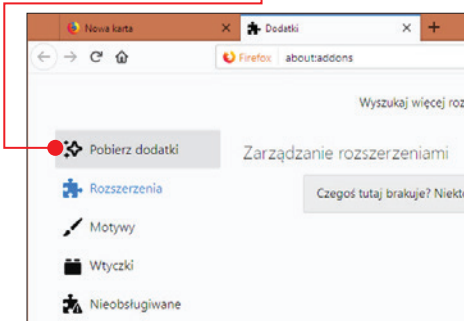 Nowa karta
Dodatki
Firefox about:addons
Wyszukaj więcej roz
Pobierz dodatki
Zarządzanie rozszerzeniami
Rozszerzenia
Czegoś tutaj brakuje? Niekt
Motywy
Wtyczki
Nieobsługiwane